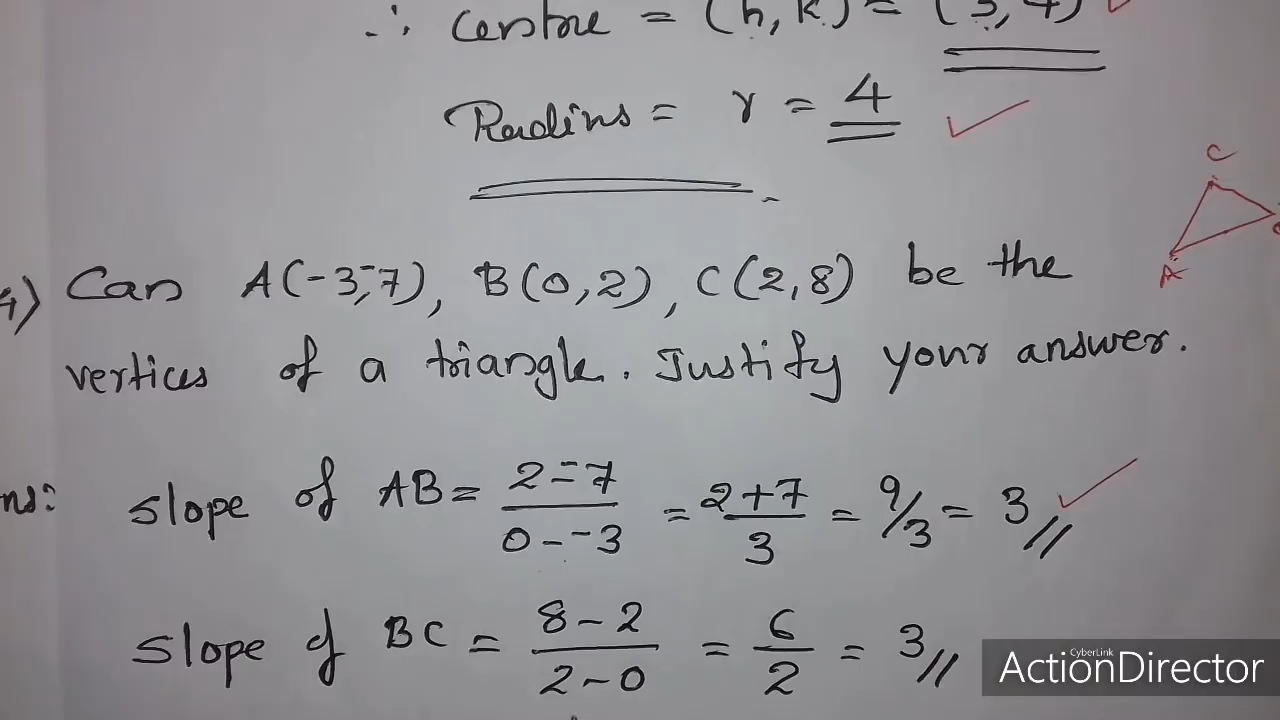 ∴ Centre = (h, k) = (3, 4)
Radius = r = 4
C
A
4) Can A(-3,-7), B(0,2), C(2,8) be the
vertices of a triangle. Justify your answer.
ns: slope of AB = 2--7/0--3 = 2+7/3 = 9/3 = 3//
slope of BC = 8-2/2-0 = 6/2 = 3//
CyberLink
ActionDirector